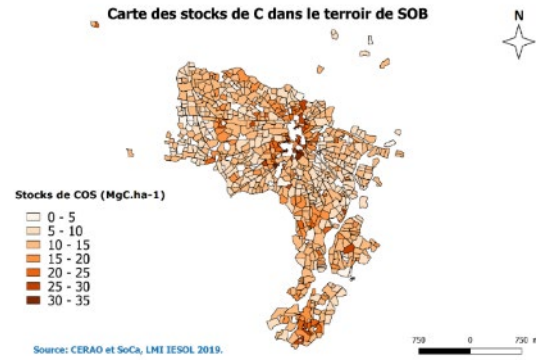 Carte des stocks de C dans le terroir de SOB
N
Stocks de COS (MgC.ha-1)
0 - 5
5 - 10
10 - 15
15 - 20
20 - 25
25 - 30
30 - 35
Source: CERAO et SoCa, LMI IESOL 2019.
750 0 750 m